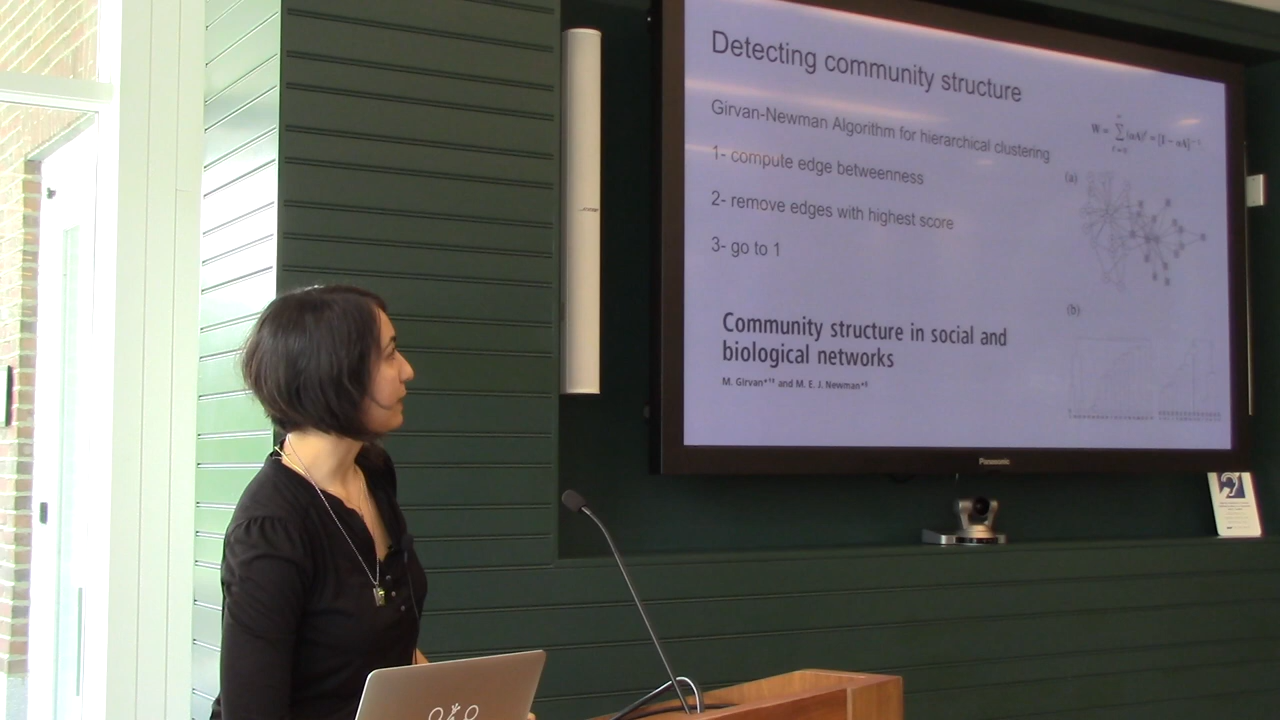 Detecting community structure
Girvan-Newman Algorithm for hierarchical clustering
1- compute edge betweenness
2- remove edges with highest score
3- go to 1
(a)
(b)
Community structure in social and
biological networks
M. Girvan*†‡ and M. E. J. Newman*§
Panasonic